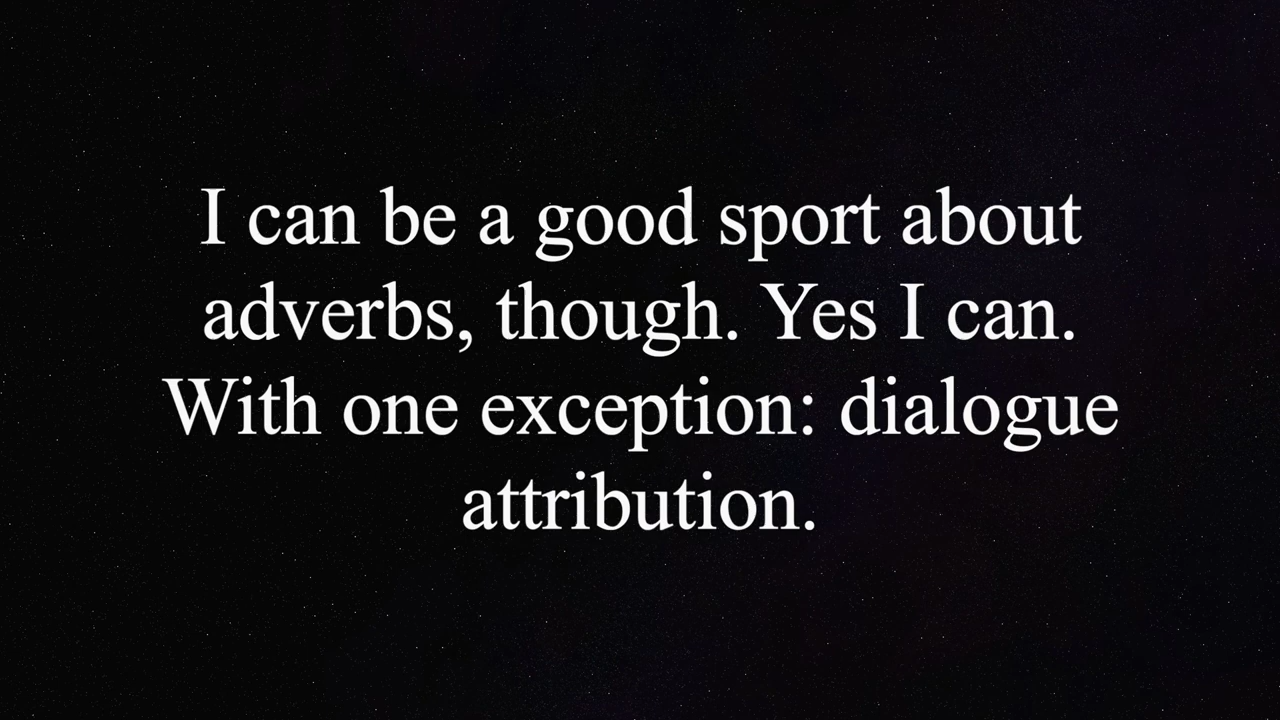 I can be a good sport about
adverbs, though. Yes I can.
With one exception: dialogue
attribution.